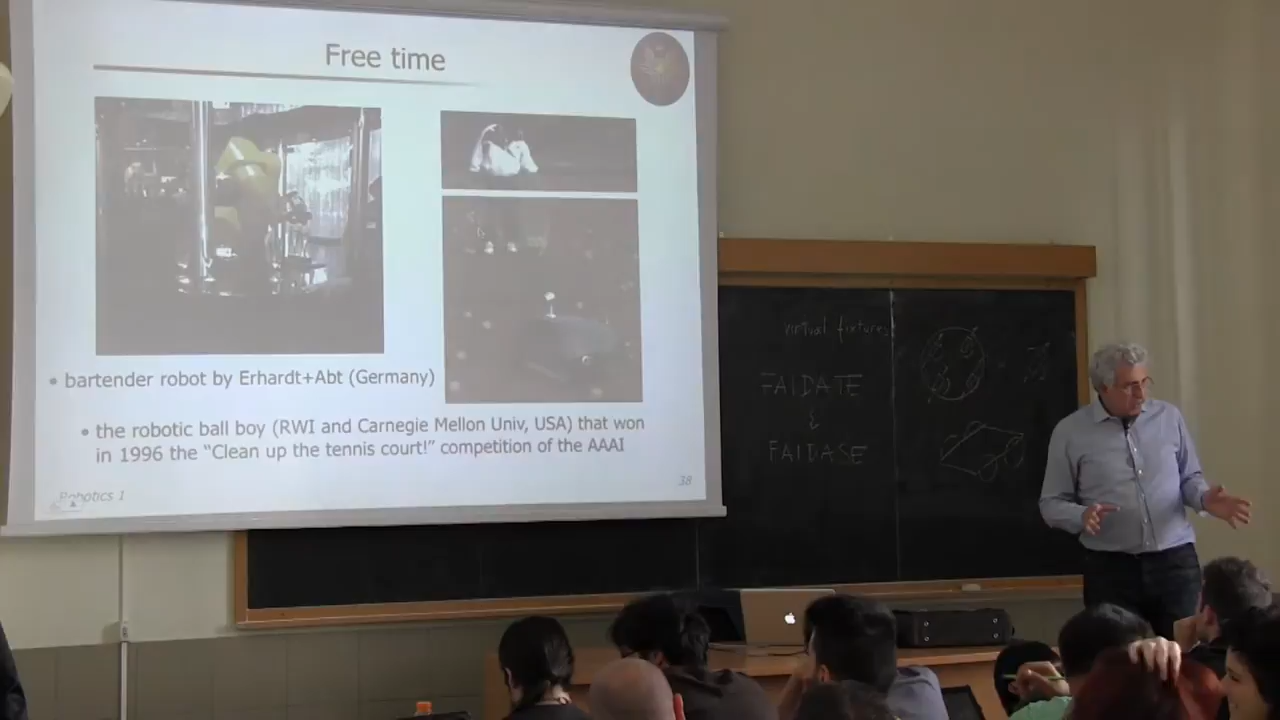 Free time
• bartender robot by Erhardt+Abt (Germany)
• the robotic ball boy (RWI and Carnegie Mellon Univ, USA) that won
in 1996 the “Clean up the tennis court!” competition of the AAAI
Robotics 1
38
virtual fixtures
FAIDATE
&
FAIDASE